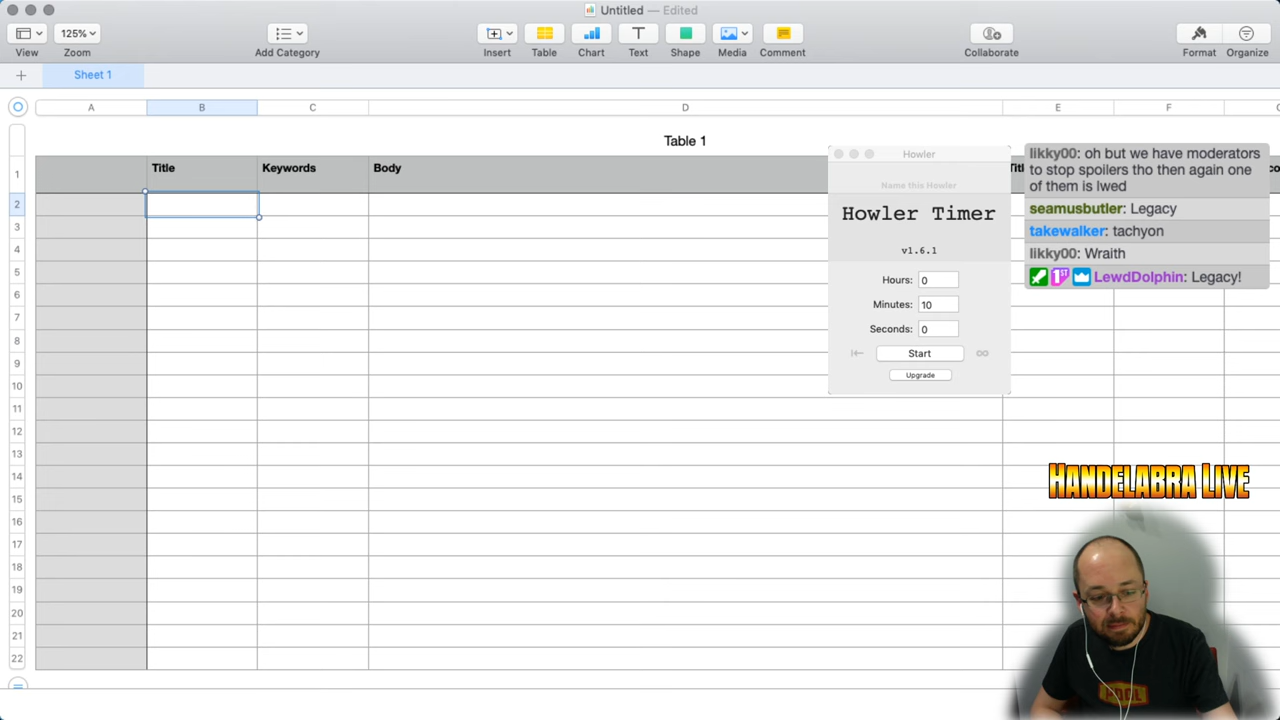 Untitled — Edited
125%
View
Zoom
Add Category
Insert
Table
Chart
Text
Shape
Media
Comment
Collaborate
Format
Organize
Sheet 1
A
B
C
D
E
F
Table 1
1
Title
Keywords
Body
2
3
4
5
6
7
8
9
10
11
12
13
14
15
16
17
18
19
20
21
22
Howler
Name this Howler
Howler Timer
v1.6.1
Hours: 0
Minutes: 10
Seconds: 0
Start
Upgrade
likky00: oh but we have moderators
to stop spoilers tho then again one
of them is lwed
seamusbutler: Legacy
takewalker: tachyon
likky00: Wraith
1ST LewdDolphin: Legacy!
HANDELABRA LIVE